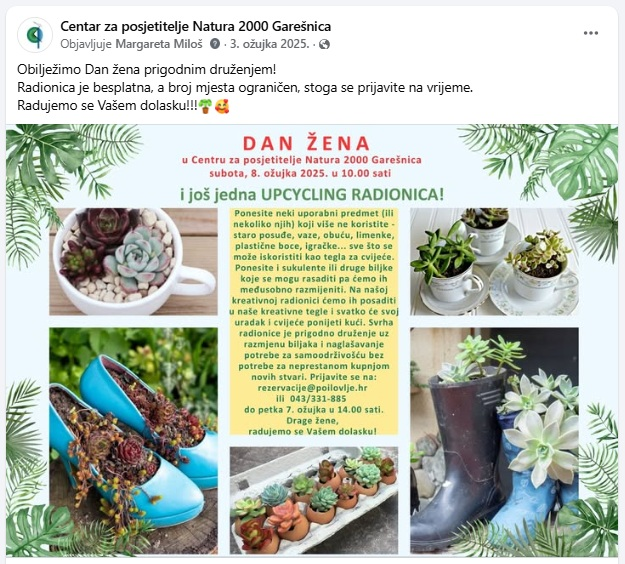 Centar za posjetitelje Natura 2000 Garešnica
Objavljuje Margareta Miloš · 3. ožujka 2025. ·
Obilježimo Dan žena prigodnim druženjem!
Radionica je besplatna, a broj mjesta ograničen, stoga se prijavite na vrijeme.
Radujemo se Vašem dolasku!!!🌴🥰
DAN ŽENA
u Centru za posjetitelje Natura 2000 Garešnica
subota, 8. ožujka 2025. u 10.00 sati
i još jedna UPCYCLING RADIONICA!
Ponesite neki uporabni predmet (ili
nekoliko njih) koji više ne koristite -
staro posuđe, vaze, obuću, limenke,
plastične boce, igračke... sve što se
može iskoristiti kao tegla za cvijeće.
Ponesite i sukulente ili druge biljke
koje se mogu rasaditi pa ćemo ih
međusobno razmijeniti. Na našoj
kreativnoj radionici ćemo ih posaditi
u naše kreativne tegle i svatko će svoj
uradak i cvijeće ponijeti kući. Svrha
radionice je prigodno druženje uz
razmjenu biljaka i naglašavanje
potrebe za samoodrživošću bez
potrebe za neprestanom kupnjom
novih stvari. Prijavite se na:
rezervacije@poilovlje.hr
ili 043/331-885
do petka 7. ožujka u 14.00 sati.
Drage žene,
radujemo se Vašem dolasku!